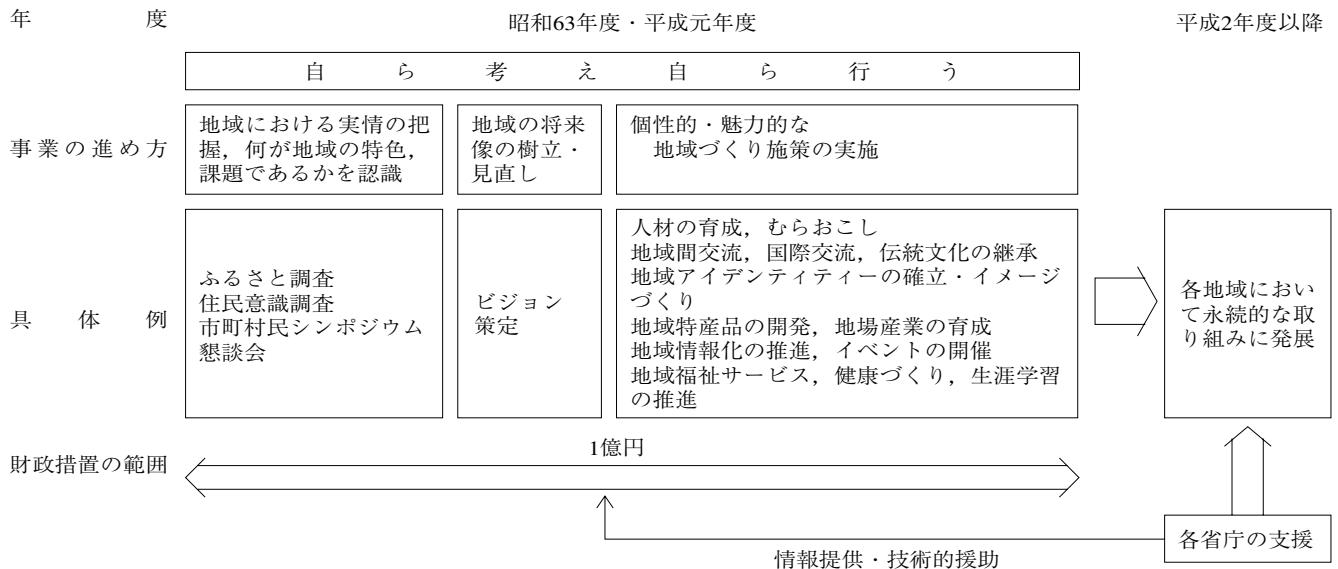 年度
昭和63年度・平成元年度
平成2年度以降
自ら考え自ら行う
事業の進め方
地域における実情の把
握，何が地域の特色，
課題であるかを認識
地域の将来
像の樹立・
見直し
個性的・魅力的な
地域づくり施策の実施
具体例
ふるさと調査
住民意識調査
市町村民シンポジウム
懇談会
ビジョン
策定
人材の育成，むらおこし
地域間交流，国際交流，伝統文化の継承
地域アイデンティティーの確立・イメージ
づくり
地域特産品の開発，地場産業の育成
地域情報化の推進，イベントの開催
地域福祉サービス，健康づくり，生涯学習
の推進
各地域におい
て永続的な取
り組みに発展
財政措置の範囲
1億円
各省庁の支援
情報提供・技術的援助